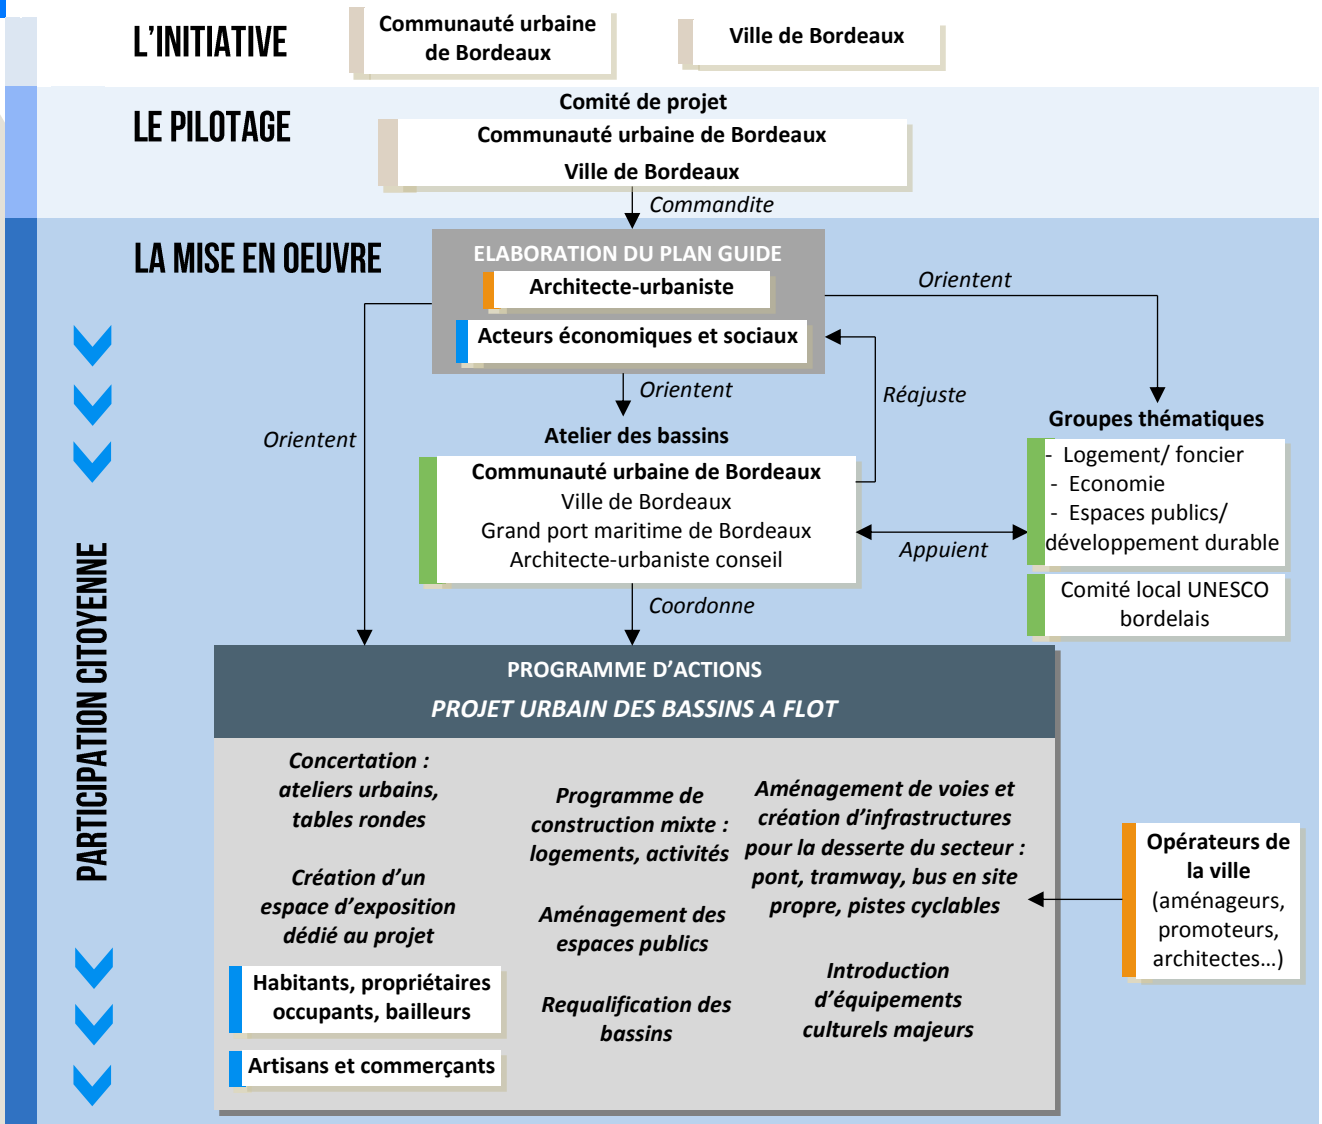 L'INITIATIVE
Communauté urbaine
de Bordeaux
Ville de Bordeaux
LE PILOTAGE
Comité de projet
Communauté urbaine de Bordeaux
Ville de Bordeaux
Commandite
LA MISE EN OEUVRE
ELABORATION DU PLAN GUIDE
Architecte-urbaniste
Acteurs économiques et sociaux
Orientent
Orientent
Orientent
Réajuste
Atelier des bassins
Communauté urbaine de Bordeaux
Ville de Bordeaux
Grand port maritime de Bordeaux
Architecte-urbaniste conseil
Appuient
Groupes thématiques
- Logement/ foncier
- Economie
- Espaces publics/
développement durable
Comité local UNESCO
bordelais
Coordonne
PARTICIPATION CITOYENNE
PROGRAMME D’ACTIONS
PROJET URBAIN DES BASSINS A FLOT
Concertation :
ateliers urbains,
tables rondes
Création d’un
espace d’exposition
dédié au projet
Habitants, propriétaires
occupants, bailleurs
Artisans et commerçants
Programme de
construction mixte :
logements, activités
Aménagement des
espaces publics
Requalification des
bassins
Aménagement de voies et
création d’infrastructures
pour la desserte du secteur :
pont, tramway, bus en site
propre, pistes cyclables
Introduction
d’équipements
culturels majeurs
Opérateurs de
la ville
(aménageurs,
promoteurs,
architectes…)